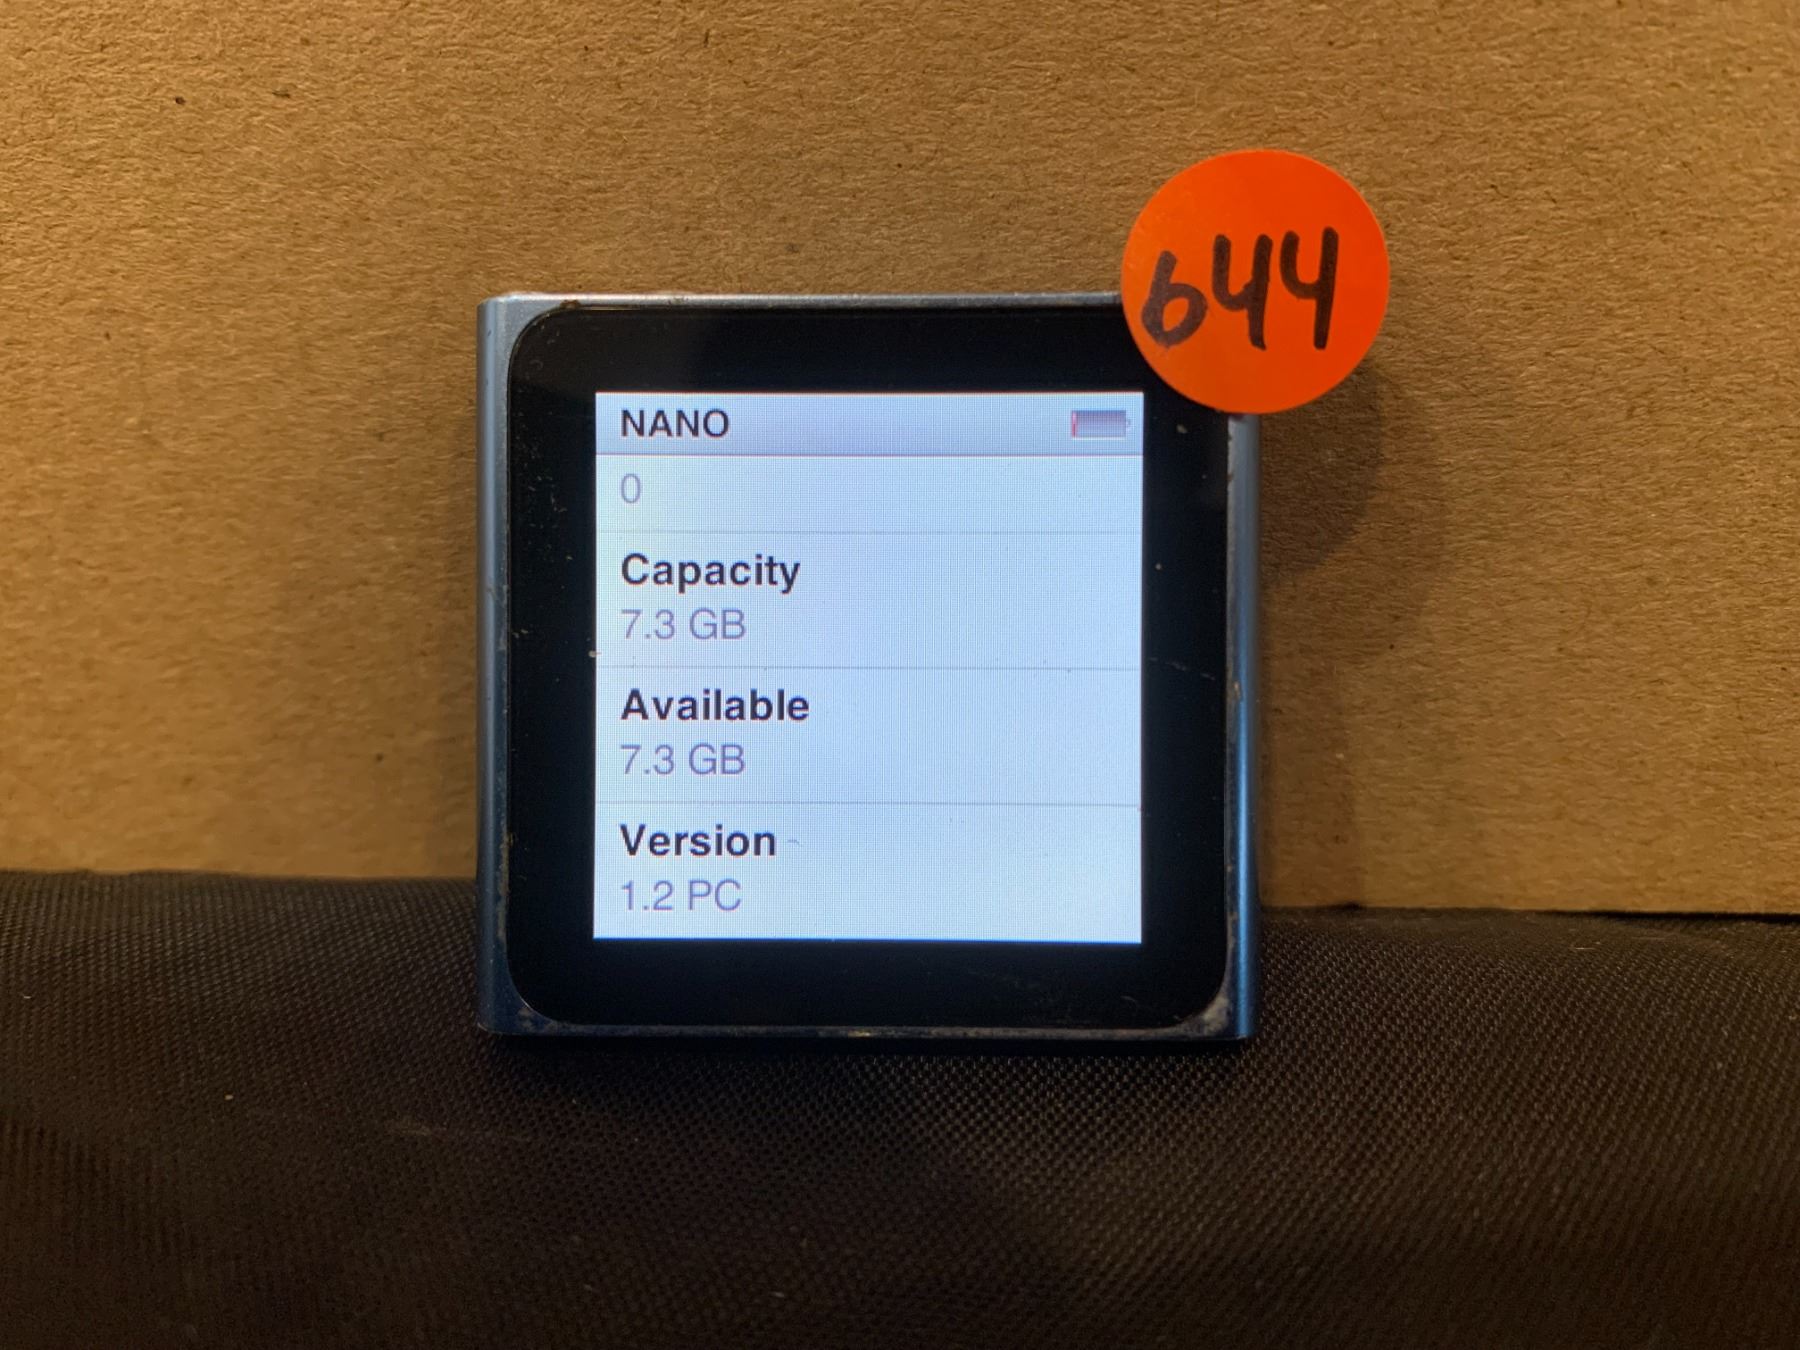 644
NANO
0
Capacity
7.3 GB
Available
7.3 GB
Version
1.2 PC